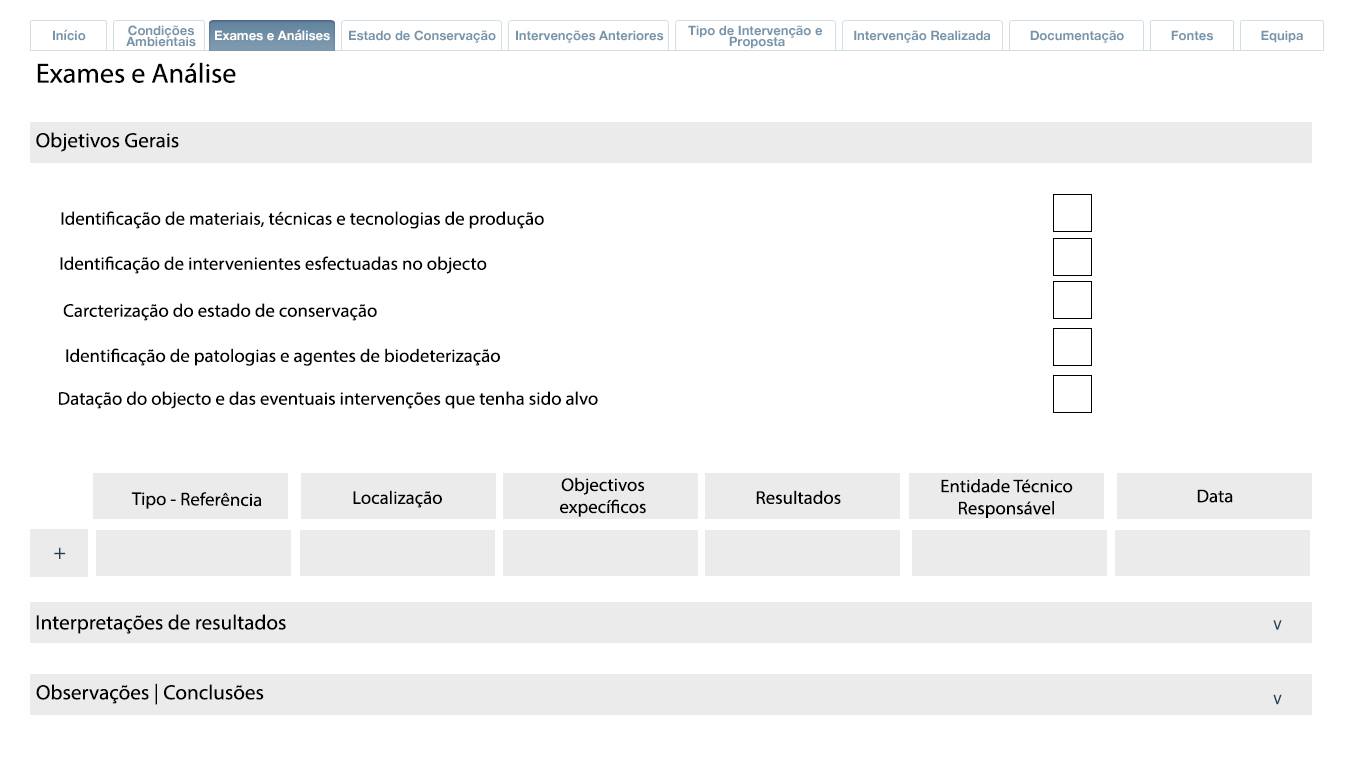 Início
Condições
Ambientais
Exames e Análises
Estado de Conservação
Intervenções Anteriores
Tipo de Intervenção e
Proposta
Intervenção Realizada
Documentação
Fontes
Equipa
Exames e Análise
Objetivos Gerais
Identificação de materiais, técnicas e tecnologias de produção
Identificação de intervenientes esfectuadas no objecto
Carcterização do estado de conservação
Identificação de patologias e agentes de biodeterização
Datação do objecto e das eventuais intervenções que tenha sido alvo
Tipo - Referência
Localização
Objectivos
expecíficos
Resultados
Entidade Técnico
Responsável
Data
+
Interpretações de resultados
v
Observações | Conclusões
v